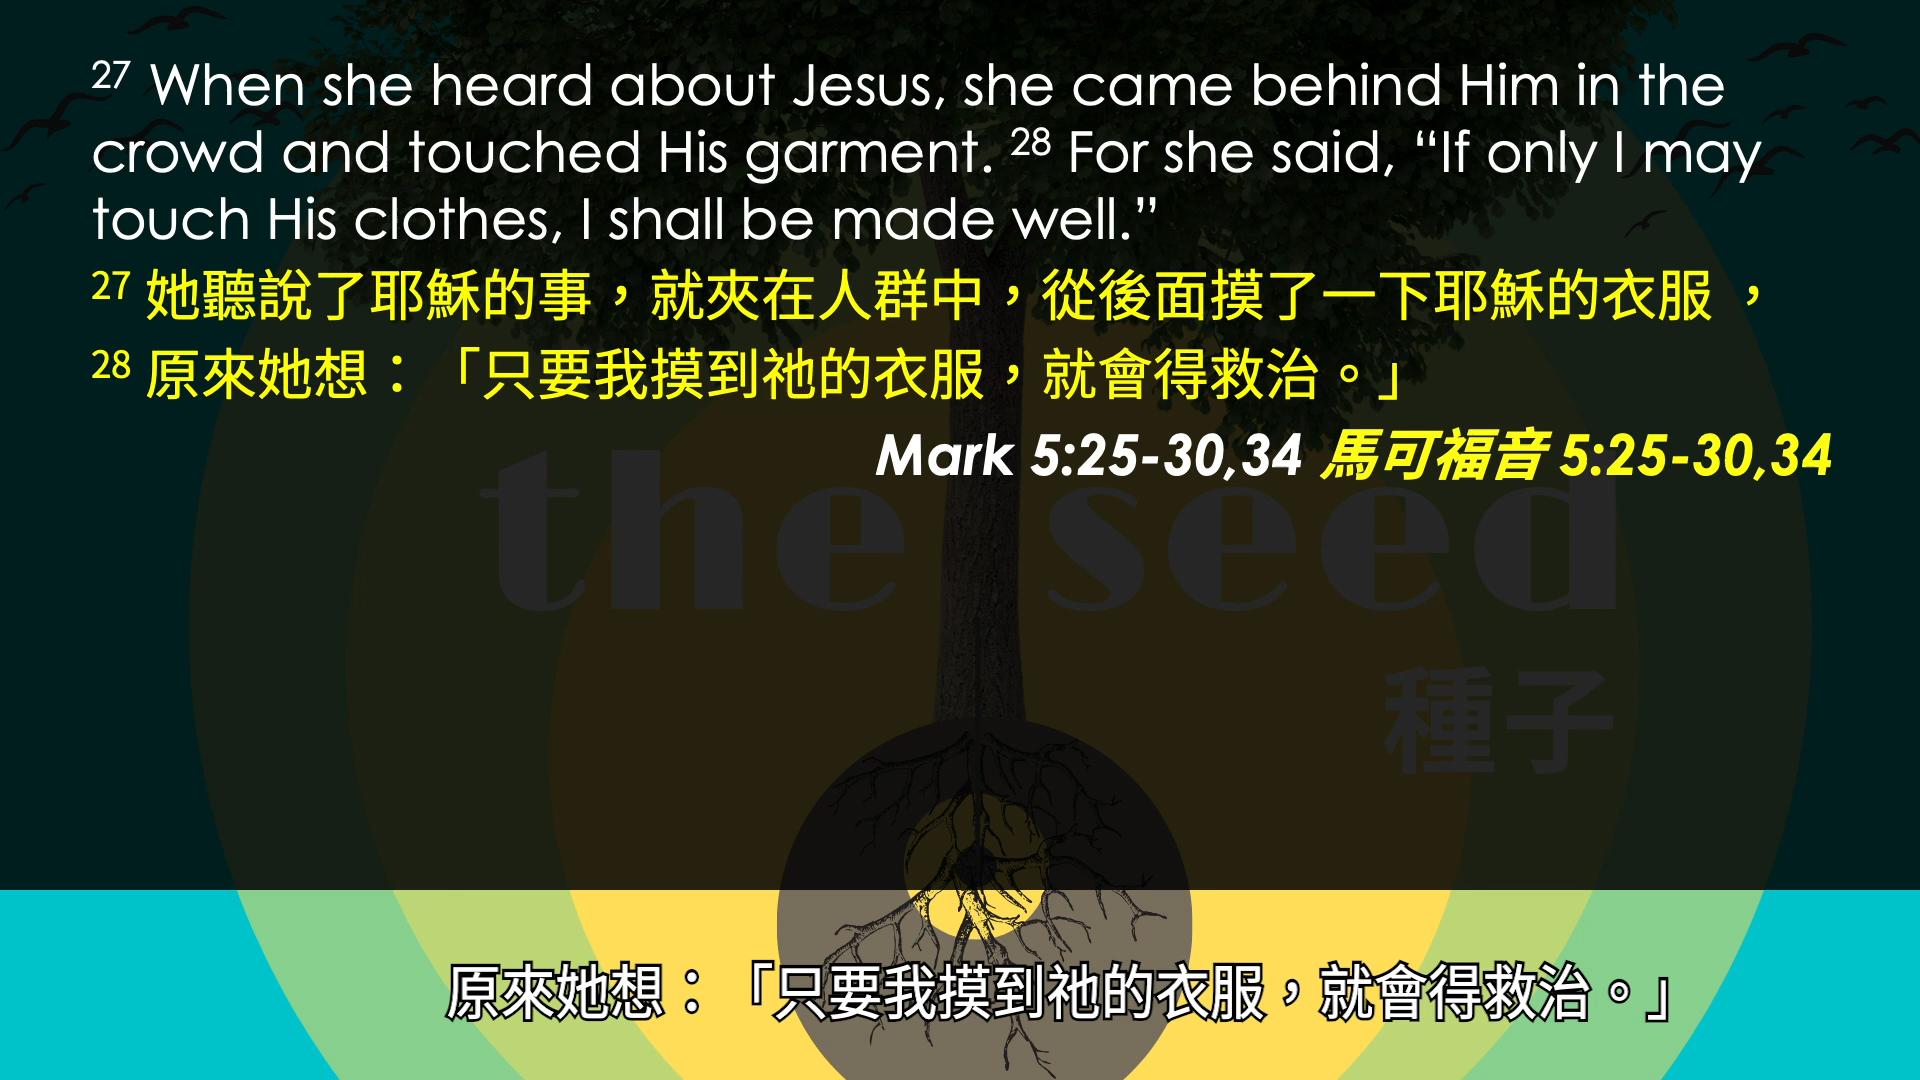 27 When she heard about Jesus, she came behind Him in the
crowd and touched His garment. 28 For she said, “If only I may
touch His clothes, I shall be made well.”
27 她聽說了耶穌的事，就夾在人群中，從後面摸了一下耶穌的衣服 ，
28 原來她想：「只要我摸到祂的衣服，就會得救治。」
Mark 5:25-30,34 馬可福音 5:25-30,34
the seed
種子
原來她想：「只要我摸到祂的衣服，就會得救治。」